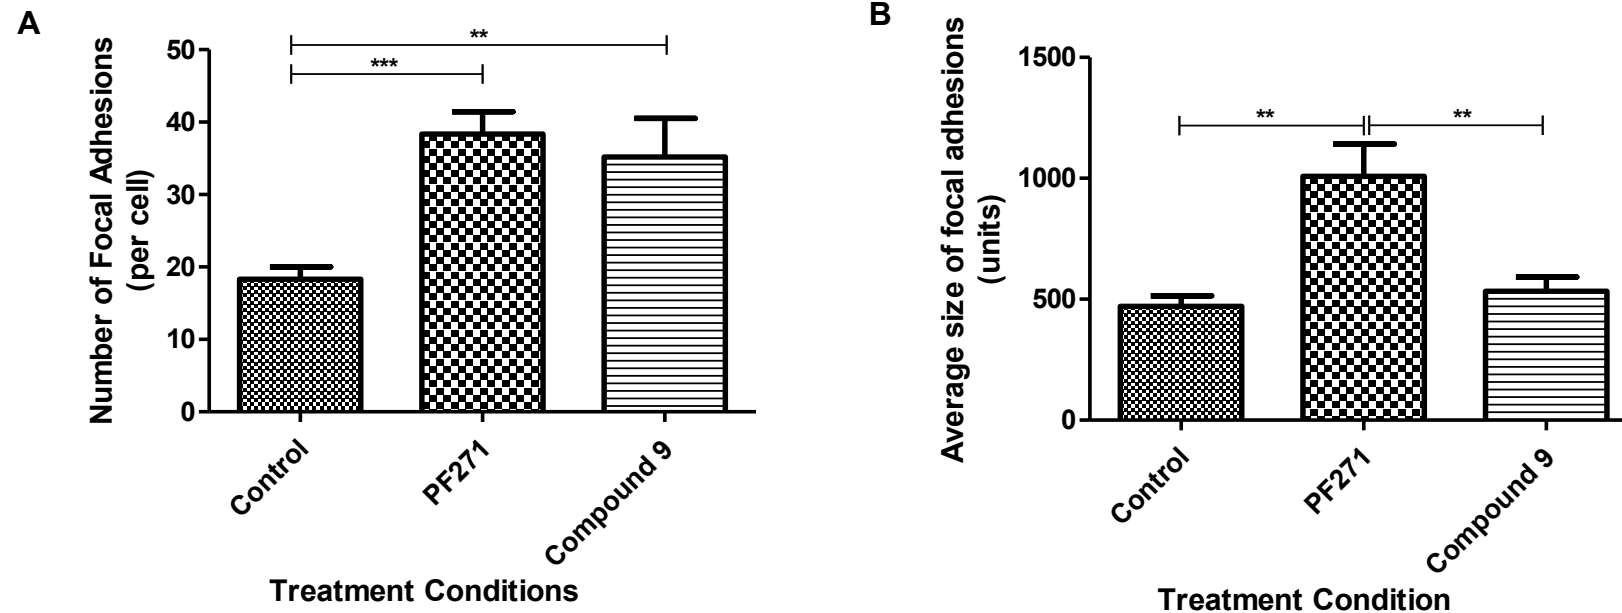 A
Number of Focal Adhesions
(per cell)
50
40
30
20
10
0
**
***
Control
PF271
Compound 9
Treatment Conditions
B
Average size of focal adhesions
(units)
1500
1000
500
0
**
**
Control
PF271
Compound 9
Treatment Condition